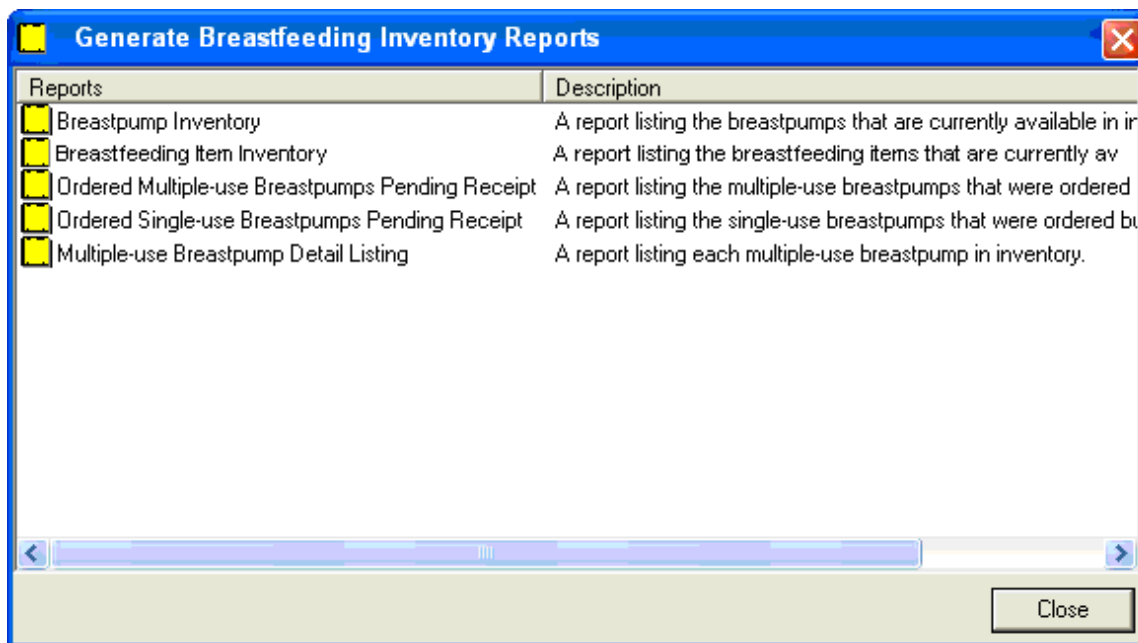 Generate Breastfeeding Inventory Reports
Reports Description
Breastpump Inventory A report listing the breastpumps that are currently available in
Breastfeeding Item Inventory A report listing the breastfeeding items that are currently av
Ordered Multiple-use Breastpumps Pending Receipt A report listing the multiple-use breastpumps that were ordered
Ordered Single-use Breastpumps Pending Receipt A report listing the single-use breastpumps that were ordered
Multiple-use Breastpump Detail Listing A report listing each multiple-use breastpump in inventory.
Close